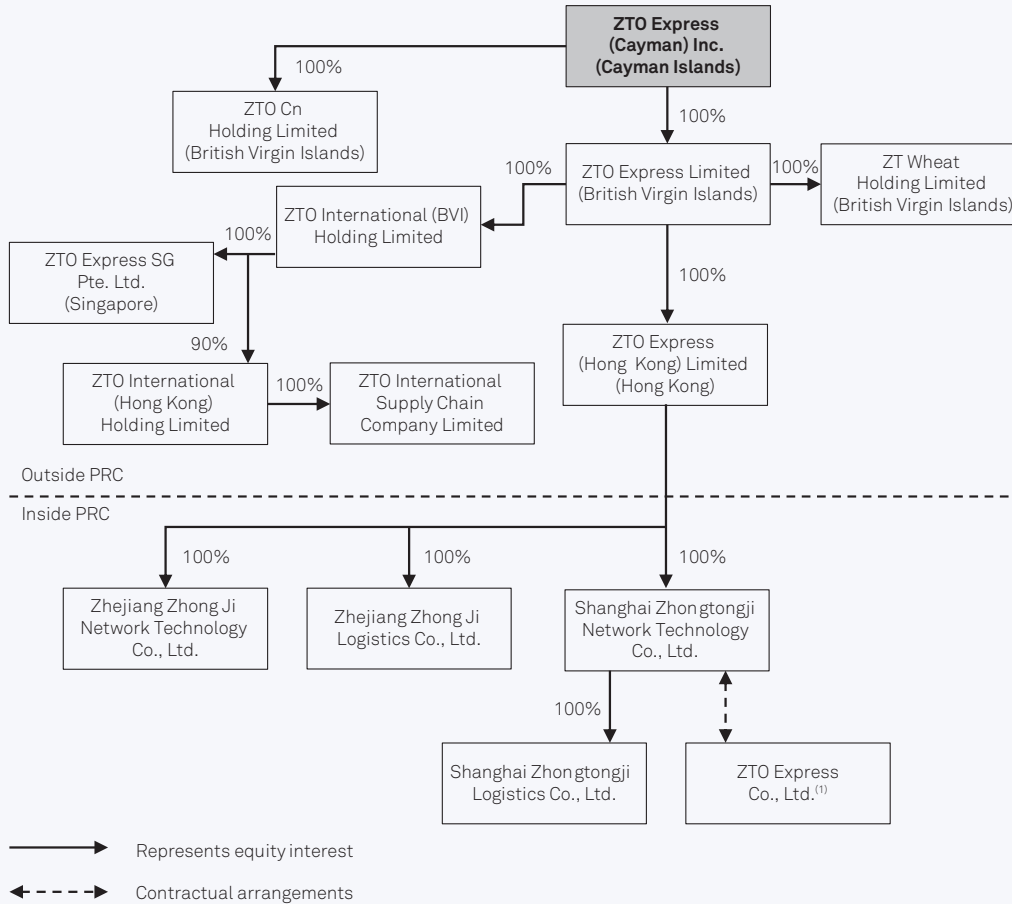 ZTO Express
(Cayman) Inc.
(Cayman Islands)
100%
ZTO Cn
Holding Limited
(British Virgin Islands)
100%
ZTO Express Limited
(British Virgin Islands)
100%
ZT Wheat
Holding Limited
(British Virgin Islands)
100%
ZTO International (BVI)
Holding Limited
100%
ZTO Express SG
Pte. Ltd.
(Singapore)
100%
ZTO Express
(Hong Kong) Limited
(Hong Kong)
90%
ZTO International
(Hong Kong)
Holding Limited
100%
ZTO International
Supply Chain
Company Limited
Outside PRC
Inside PRC
100%
100%
100%
Zhejiang Zhong Ji
Network Technology
Co., Ltd.
Zhejiang Zhong Ji
Logistics Co., Ltd.
Shanghai Zhongtongji
Network Technology
Co., Ltd.
100%
Shanghai Zhongtongji
Logistics Co., Ltd.
ZTO Express
Co., Ltd.(1)
Represents equity interest
Contractual arrangements